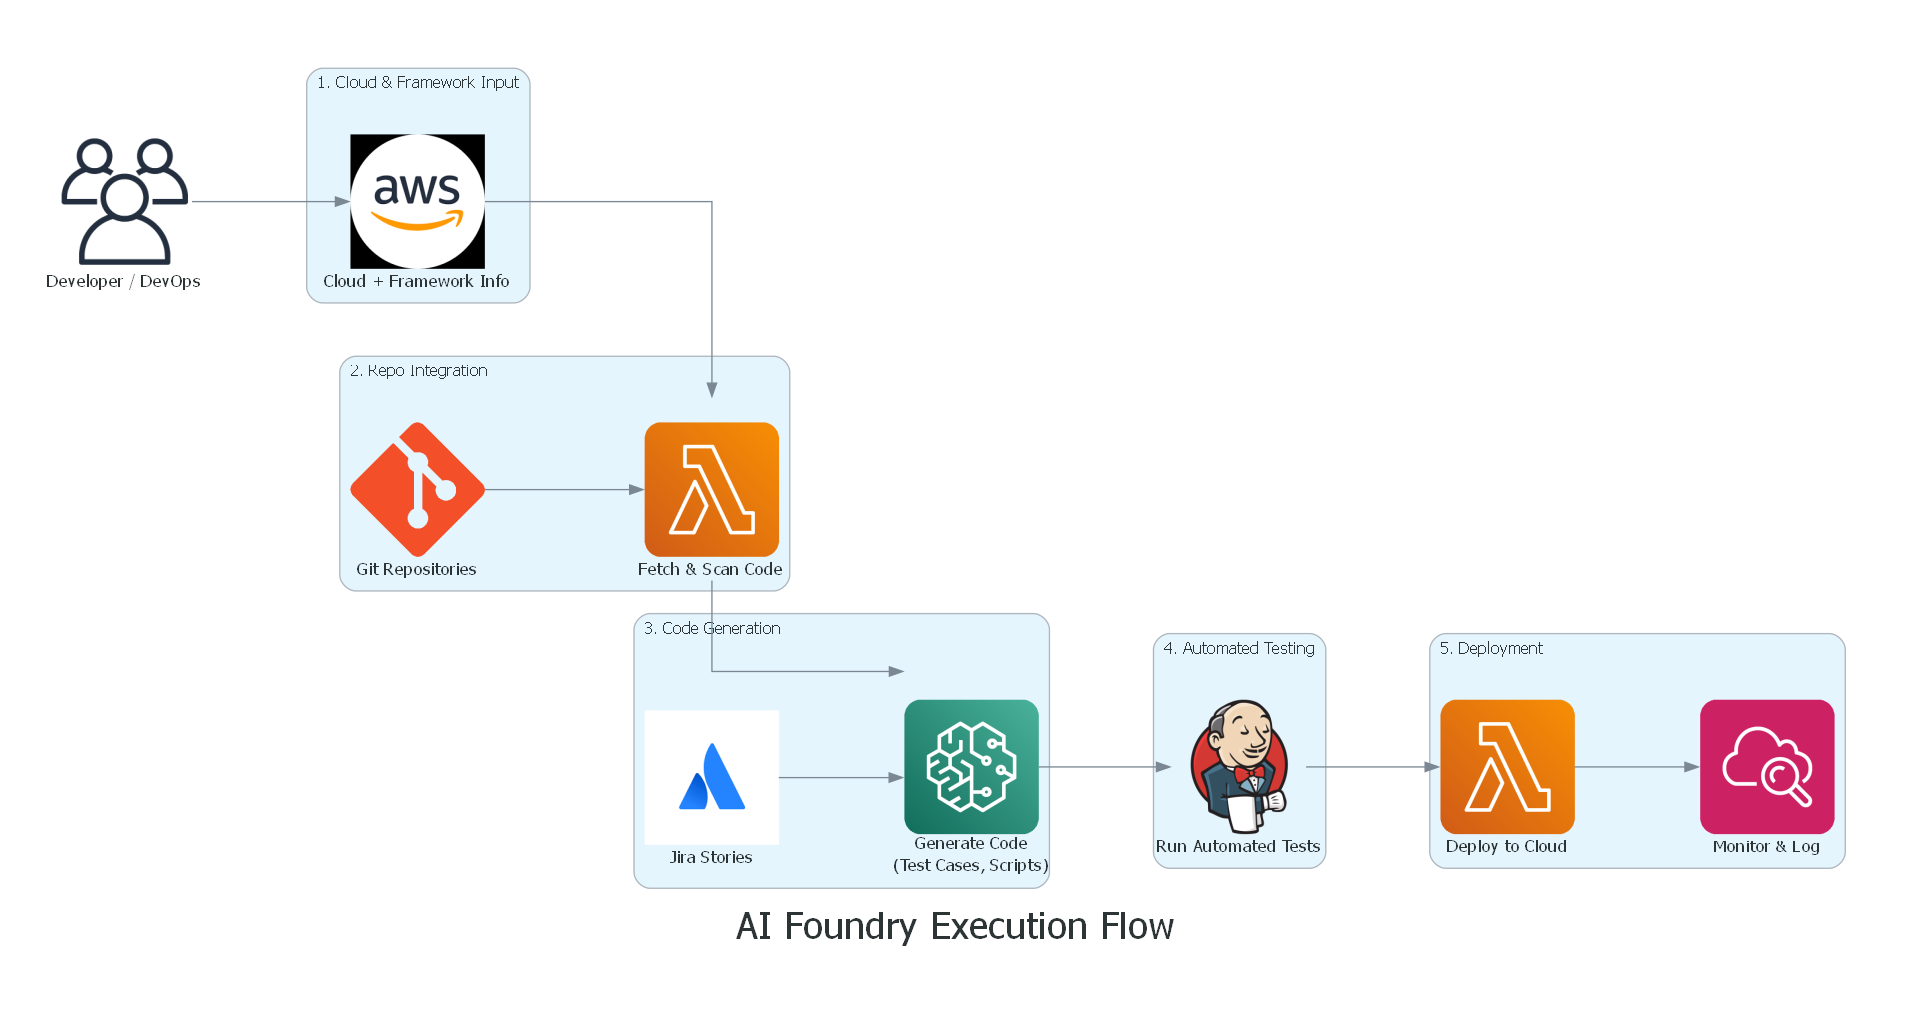 1. Cloud & Framework Input
aws
Developer / DevOps
Cloud + Framework Info
2. Repo Integration
Git Repositories
Fetch & Scan Code
3. Code Generation
Jira Stories
Generate Code
(Test Cases, Scripts)
4. Automated Testing
Run Automated Tests
5. Deployment
Deploy to Cloud
Monitor & Log
AI Foundry Execution Flow